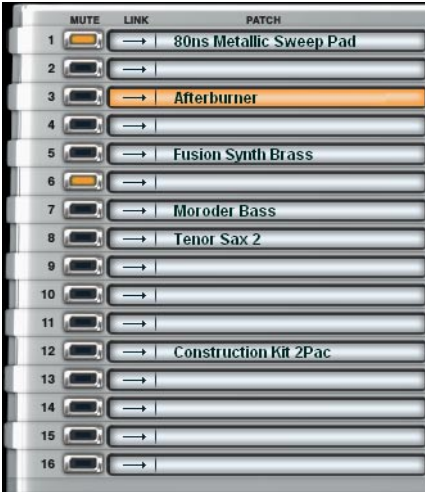 MUTE LINK PATCH
1 → 80ns Metallic Sweep Pad
2 →
3 → Afterburner
4 →
5 → Fusion Synth Brass
6 →
7 → Moroder Bass
8 → Tenor Sax 2
9 →
10 →
11 →
12 → Construction Kit 2Pac
13 →
14 →
15 →
16 →